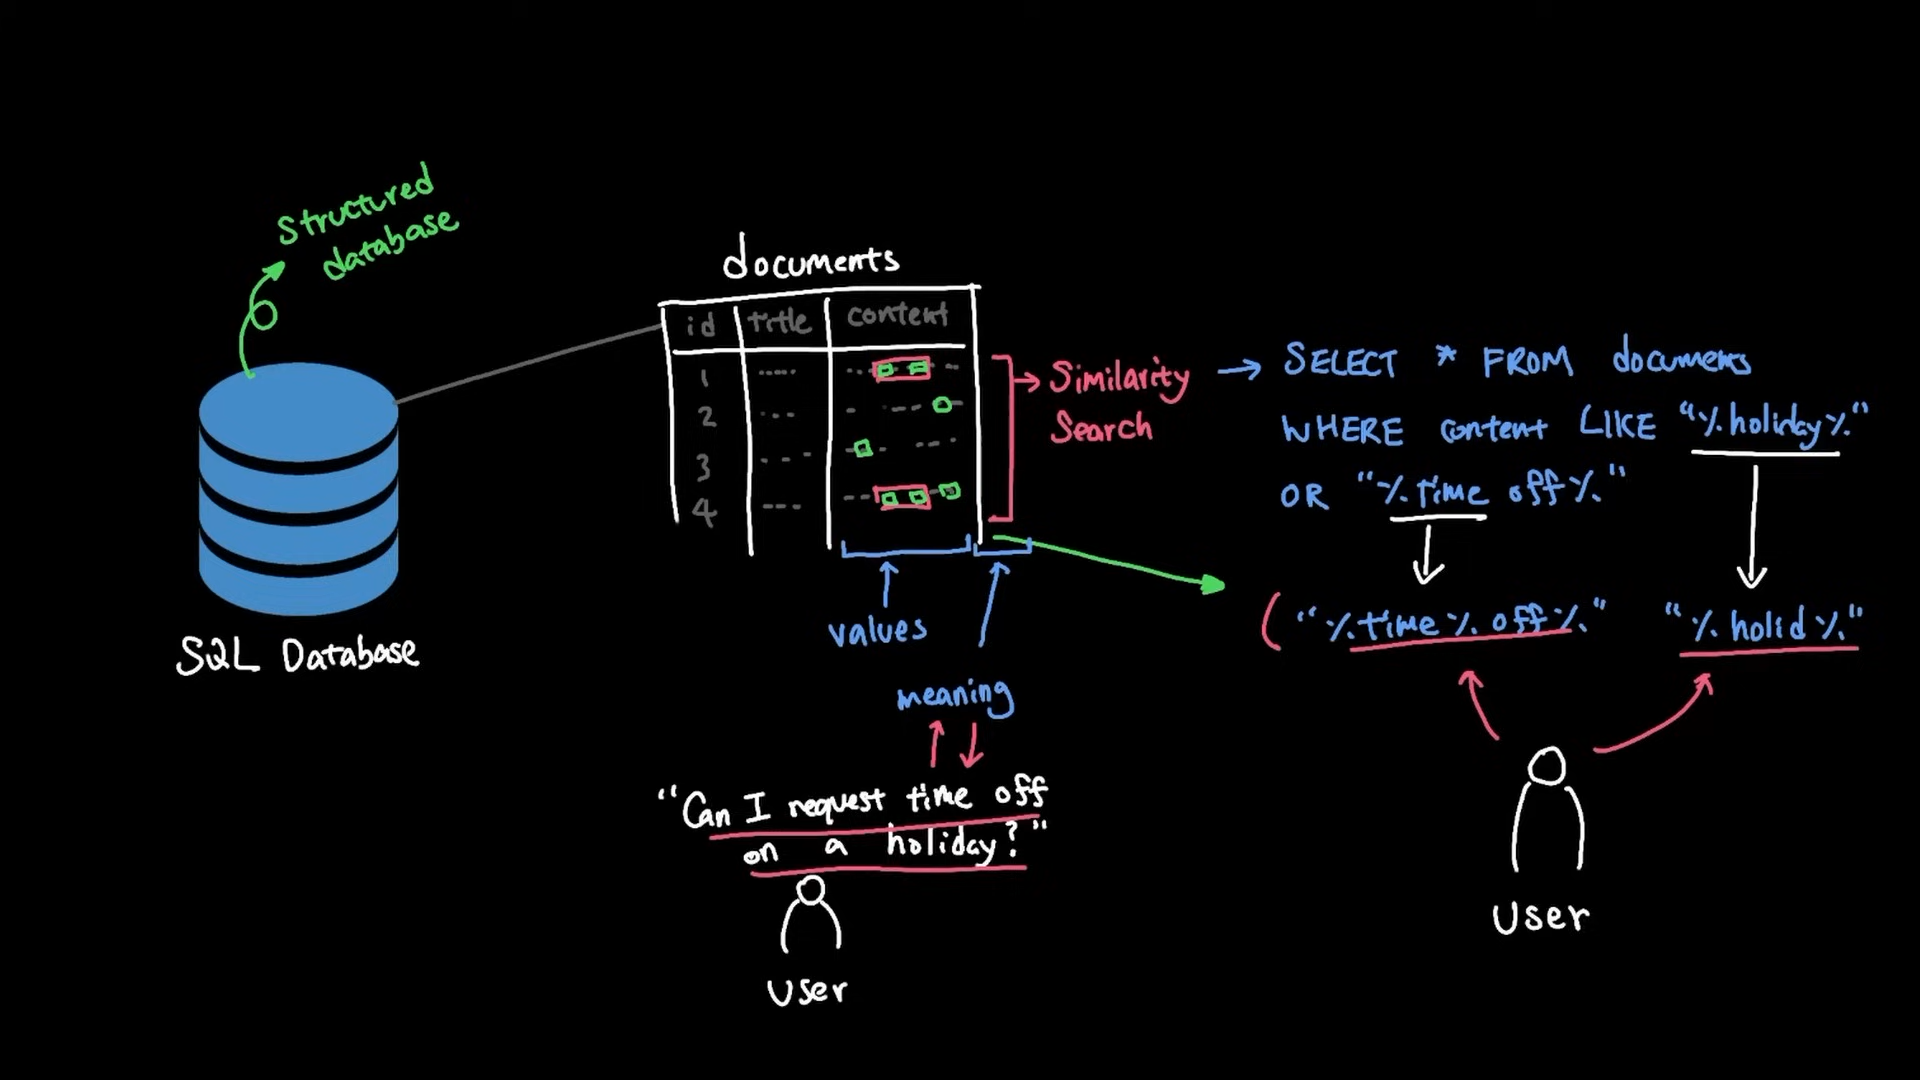 Structured
database
SQL Database
documents
id title content
1
2
3
4
values
meaning
"Can I request time off
on a holiday?"
User
Similarity
Search
SELECT * FROM documents
WHERE content LIKE "%holiday%"
OR "%time off%"
("%time%off%" "%holid%"
User